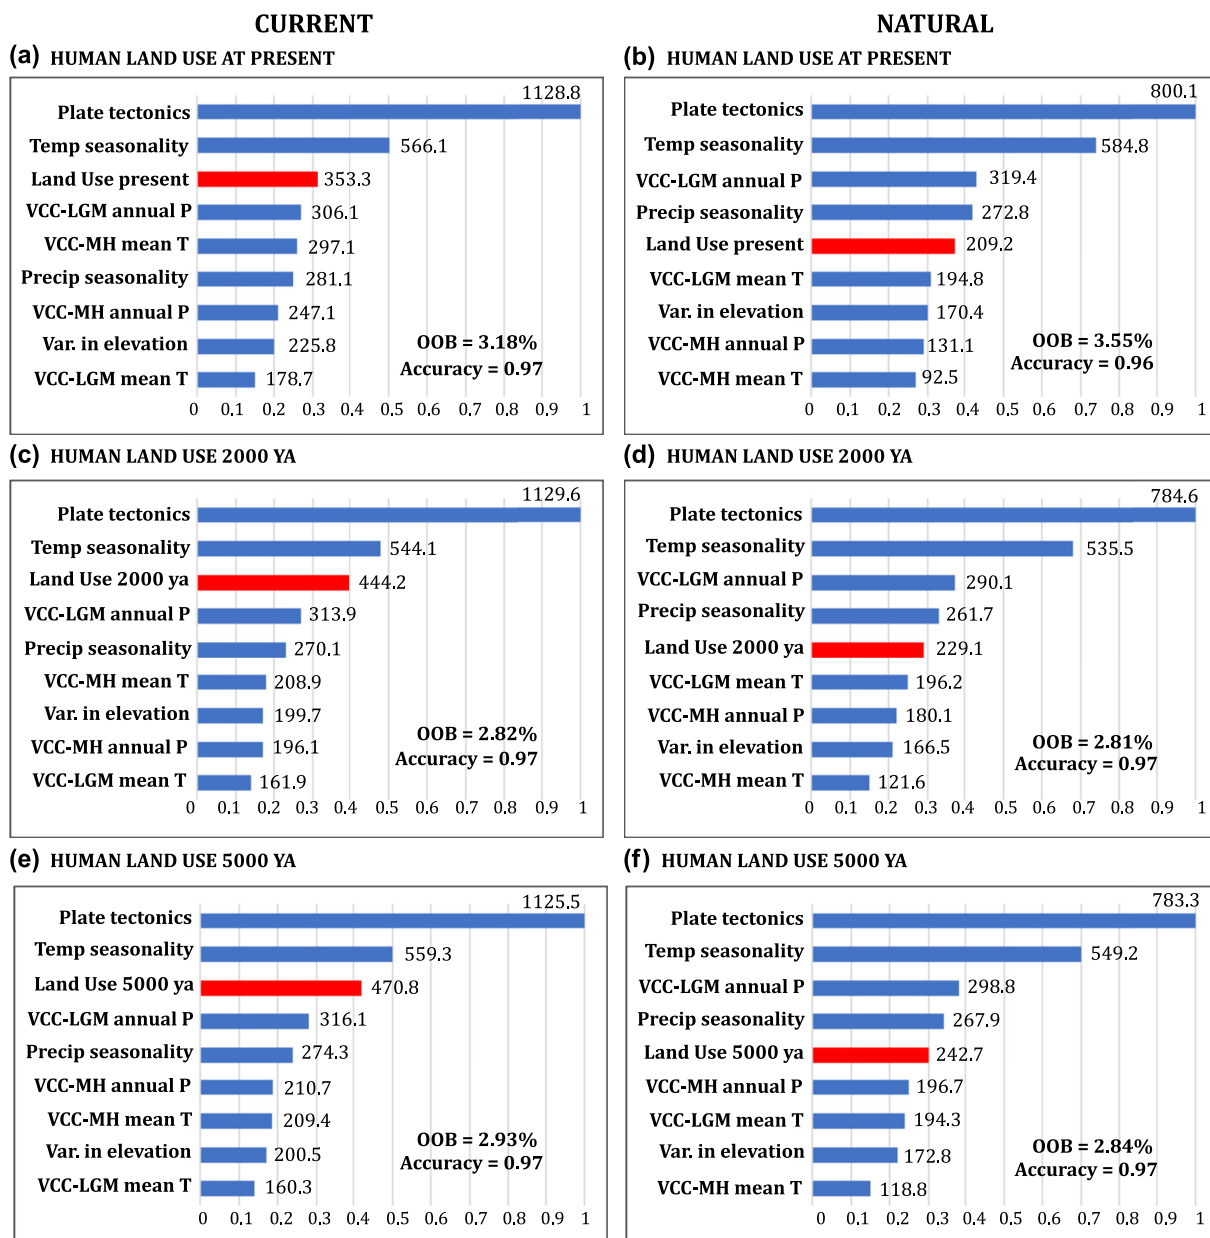 CURRENT
NATURAL
(a) HUMAN LAND USE AT PRESENT
1128.8
Plate tectonics
Temp seasonality 566.1
Land Use present 353.3
VCC-LGM annual P 306.1
VCC-MH mean T 297.1
Precip seasonality 281.1
VCC-MH annual P 247.1
Var. in elevation 225.8
VCC-LGM mean T 178.7
OOB = 3.18%
Accuracy = 0.97
0 0.1 0.2 0.3 0.4 0.5 0.6 0.7 0.8 0.9 1
(b) HUMAN LAND USE AT PRESENT
800.1
Plate tectonics
Temp seasonality 584.8
VCC-LGM annual P 319.4
Precip seasonality 272.8
Land Use present 209.2
VCC-LGM mean T 194.8
Var. in elevation 170.4
VCC-MH annual P 131.1
VCC-MH mean T 92.5
OOB = 3.55%
Accuracy = 0.96
0 0.1 0.2 0.3 0.4 0.5 0.6 0.7 0.8 0.9 1
(c) HUMAN LAND USE 2000 YA
1129.6
Plate tectonics
Temp seasonality 544.1
Land Use 2000 ya 444.2
VCC-LGM annual P 313.9
Precip seasonality 270.1
VCC-MH mean T 208.9
Var. in elevation 199.7
VCC-MH annual P 196.1
VCC-LGM mean T 161.9
OOB = 2.82%
Accuracy = 0.97
0 0.1 0.2 0.3 0.4 0.5 0.6 0.7 0.8 0.9 1
(d) HUMAN LAND USE 2000 YA
784.6
Plate tectonics
Temp seasonality 535.5
VCC-LGM annual P 290.1
Precip seasonality 261.7
Land Use 2000 ya 229.1
VCC-LGM mean T 196.2
VCC-MH annual P 180.1
Var. in elevation 166.5
VCC-MH mean T 121.6
OOB = 2.81%
Accuracy = 0.97
0 0.1 0.2 0.3 0.4 0.5 0.6 0.7 0.8 0.9 1
(e) HUMAN LAND USE 5000 YA
1125.5
Plate tectonics
Temp seasonality 559.3
Land Use 5000 ya 470.8
VCC-LGM annual P 316.1
Precip seasonality 274.3
VCC-MH annual P 210.7
VCC-MH mean T 209.4
Var. in elevation 200.5
VCC-LGM mean T 160.3
OOB = 2.93%
Accuracy = 0.97
0 0.1 0.2 0.3 0.4 0.5 0.6 0.7 0.8 0.9 1
(f) HUMAN LAND USE 5000 YA
783.3
Plate tectonics
Temp seasonality 549.2
VCC-LGM annual P 298.8
Precip seasonality 267.9
Land Use 5000 ya 242.7
VCC-MH annual P 196.7
VCC-LGM mean T 194.3
Var. in elevation 172.8
VCC-MH mean T 118.8
OOB = 2.84%
Accuracy = 0.97
0 0.1 0.2 0.3 0.4 0.5 0.6 0.7 0.8 0.9 1